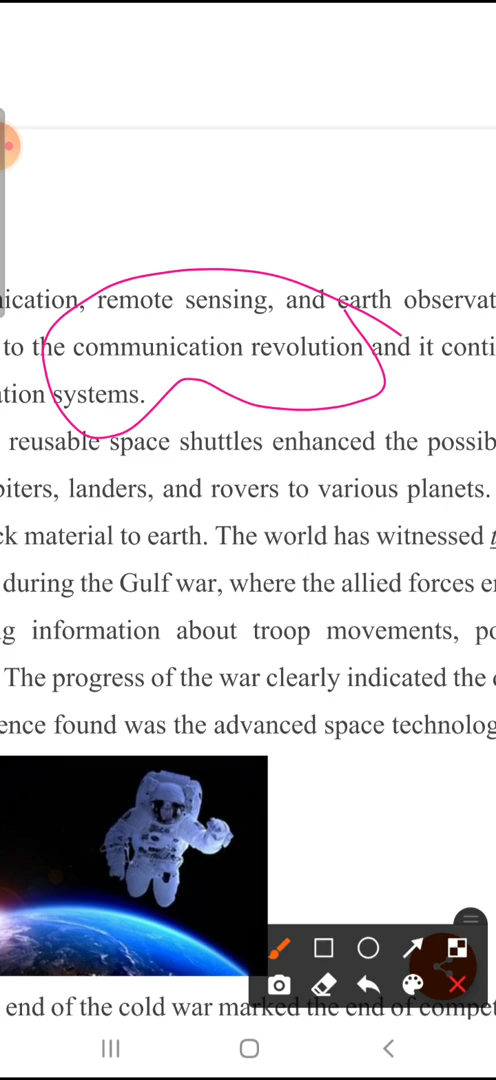 ication, remote sensing, and earth observat
to the communication revolution and it conti
ation systems.
reusable space shuttles enhanced the possib
biters, landers, and rovers to various planets.
ck material to earth. The world has witnessed t
during the Gulf war, where the allied forces e
g information about troop movements, po
The progress of the war clearly indicated the
ence found was the advanced space technolog
end of the cold war marked the end of compet